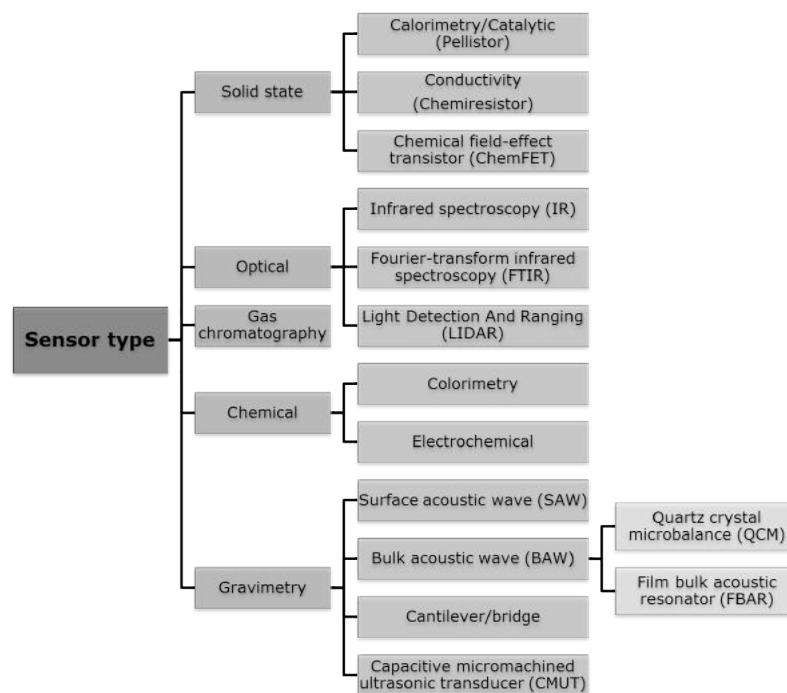 Sensor type
Solid state
Calorimetry/Catalytic
(Pellistor)
Conductivity
(Chemiresistor)
Chemical field-effect
transistor (ChemFET)
Optical
Infrared spectroscopy (IR)
Fourier-transform infrared
spectroscopy (FTIR)
Light Detection And Ranging
(LIDAR)
Gas
chromatography
Chemical
Colorimetry
Electrochemical
Gravimetry
Surface acoustic wave (SAW)
Bulk acoustic wave (BAW)
Quartz crystal
microbalance (QCM)
Film bulk acoustic
resonator (FBAR)
Cantilever/bridge
Capacitive micromachined
ultrasonic transducer (CMUT)